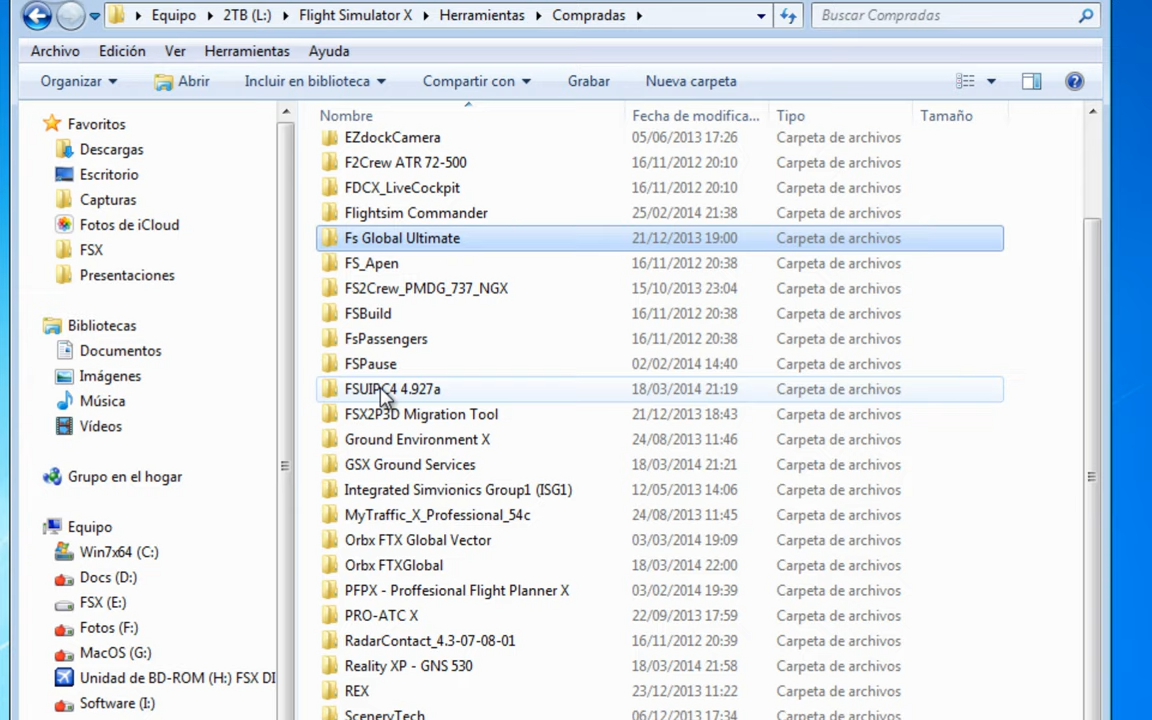 Equipo 2TB (L:) Flight Simulator X Herramientas Compradas Buscar Compradas
Archivo Edición Ver Herramientas Ayuda
Organizar Abrir Incluir en biblioteca Compartir con Grabar Nueva carpeta
Favoritos
Descargas
Escritorio
Capturas
Fotos de iCloud
FSX
Presentaciones
Bibliotecas
Documentos
Imágenes
Música
Vídeos
Grupo en el hogar
Equipo
Win7x64 (C:)
Docs (D:)
FSX (E:)
Fotos (F:)
MacOS (G:)
Unidad de BD-ROM (H:) FSX DI
Software (I:)
Nombre Fecha de modifica... Tipo Tamaño
EZdockCamera 05/06/2013 17:26 Carpeta de archivos
F2Crew ATR 72-500 16/11/2012 20:10 Carpeta de archivos
FDCX_LiveCockpit 16/11/2012 20:10 Carpeta de archivos
Flightsim Commander 25/02/2014 21:38 Carpeta de archivos
Fs Global Ultimate 21/12/2013 19:00 Carpeta de archivos
FS_Apen 16/11/2012 20:38 Carpeta de archivos
FS2Crew_PMDG_737_NGX 15/10/2013 23:04 Carpeta de archivos
FSBuild 16/11/2012 20:38 Carpeta de archivos
FsPassengers 16/11/2012 20:38 Carpeta de archivos
FSPause 02/02/2014 14:40 Carpeta de archivos
FSUIPC4 4.927a 18/03/2014 21:19 Carpeta de archivos
FSX2P3D Migration Tool 21/12/2013 18:43 Carpeta de archivos
Ground Environment X 24/08/2013 11:46 Carpeta de archivos
GSX Ground Services 18/03/2014 21:21 Carpeta de archivos
Integrated Simvionics Group1 (ISG1) 12/05/2013 14:06 Carpeta de archivos
MyTraffic_X_Professional_54c 24/08/2013 11:45 Carpeta de archivos
Orbx FTX Global Vector 03/03/2014 19:09 Carpeta de archivos
Orbx FTXGlobal 18/03/2014 22:00 Carpeta de archivos
PFPX - Proffesional Flight Planner X 03/02/2014 19:39 Carpeta de archivos
PRO-ATC X 22/09/2013 17:59 Carpeta de archivos
RadarContact_4.3-07-08-01 16/11/2012 20:39 Carpeta de archivos
Reality XP - GNS 530 18/03/2014 21:58 Carpeta de archivos
REX 23/12/2013 11:22 Carpeta de archivos
SceneryTech 06/12/2013 17:34 Carpeta de archivos